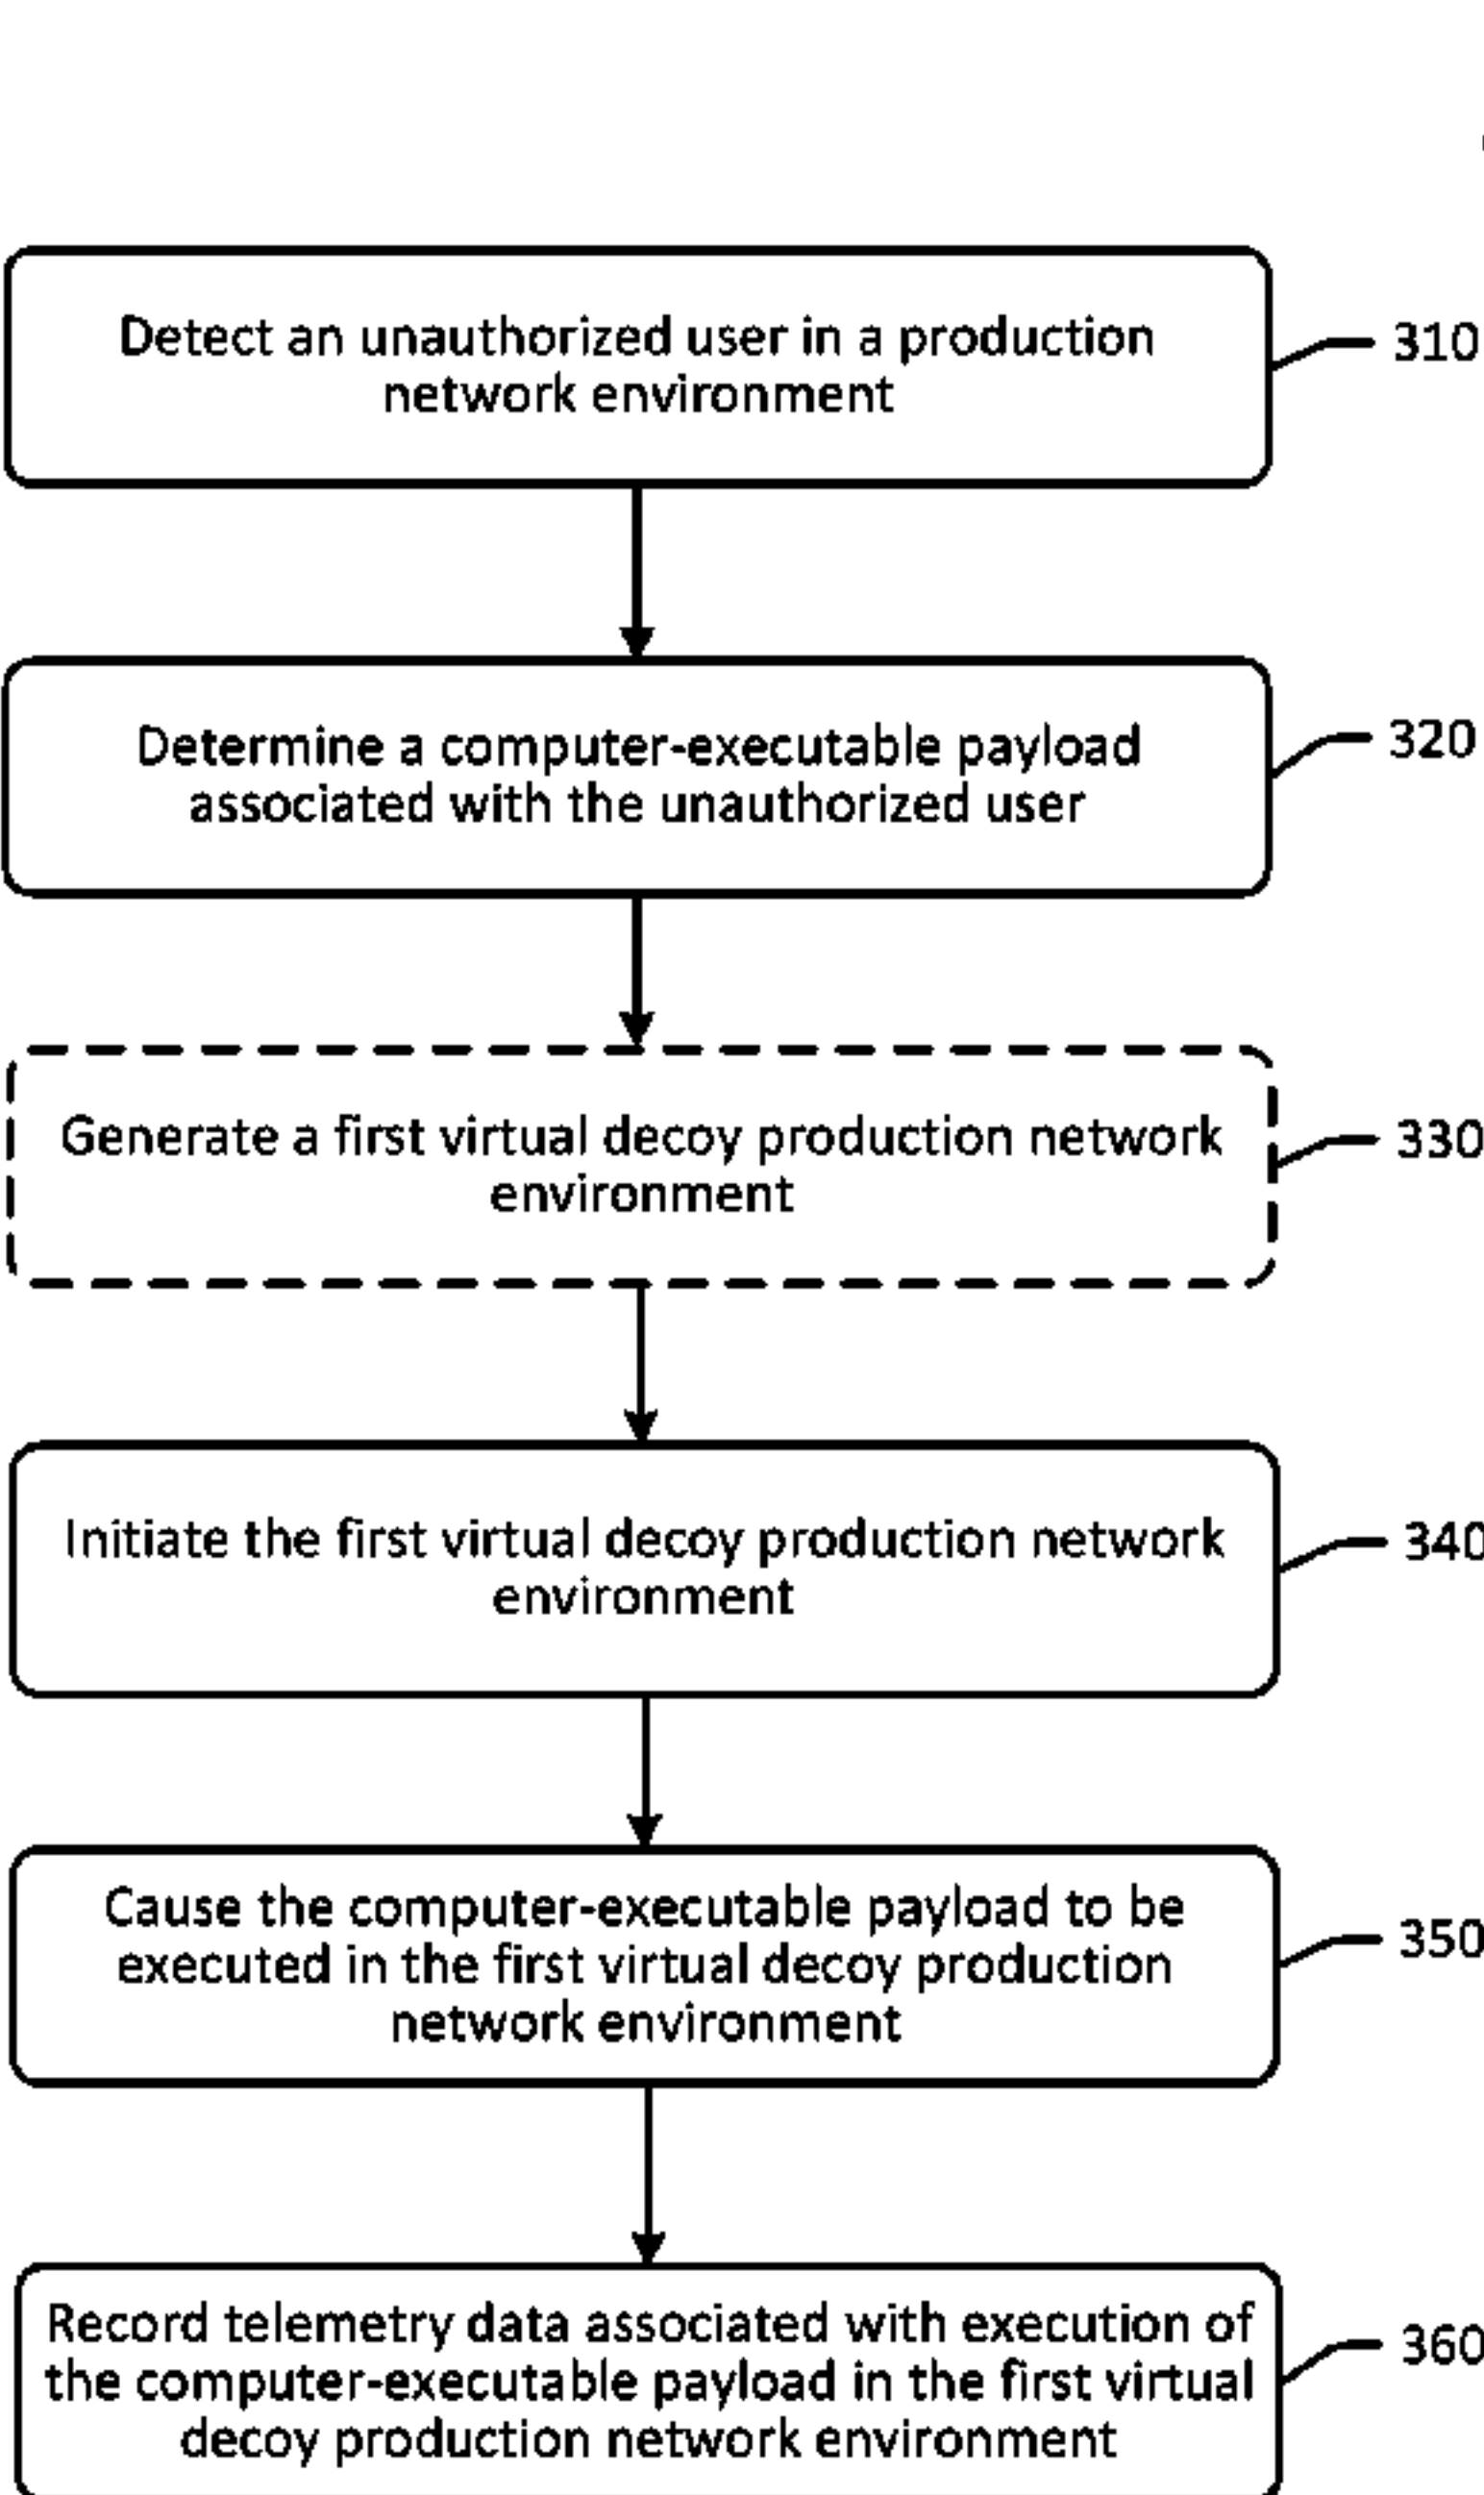 Detect an unauthorized user in a production
network environment
310
Determine a computer-executable payload
associated with the unauthorized user
320
Generate a first virtual decoy production network
environment
330
Initiate the first virtual decoy production network
environment
340
Cause the computer-executable payload to be
executed in the first virtual decoy production
network environment
350
Record telemetry data associated with execution of
the computer-executable payload in the first virtual
decoy production network environment
360